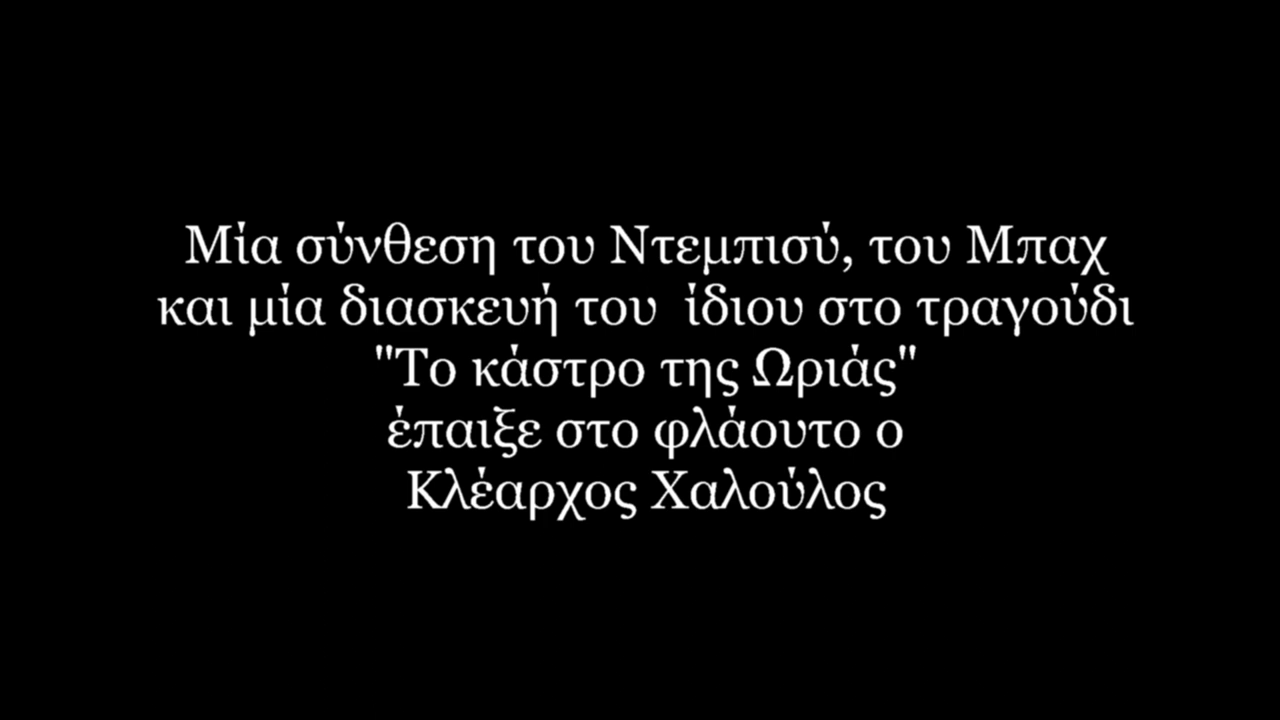 Μία σύνθεση του Ντεμπισύ, του Μπαχ
και μία διασκευή του  ίδιου στο τραγούδι
"Το κάστρο της Ωριάς"
έπαιξε στο φλάουτο ο
Κλέαρχος Χαλούλος